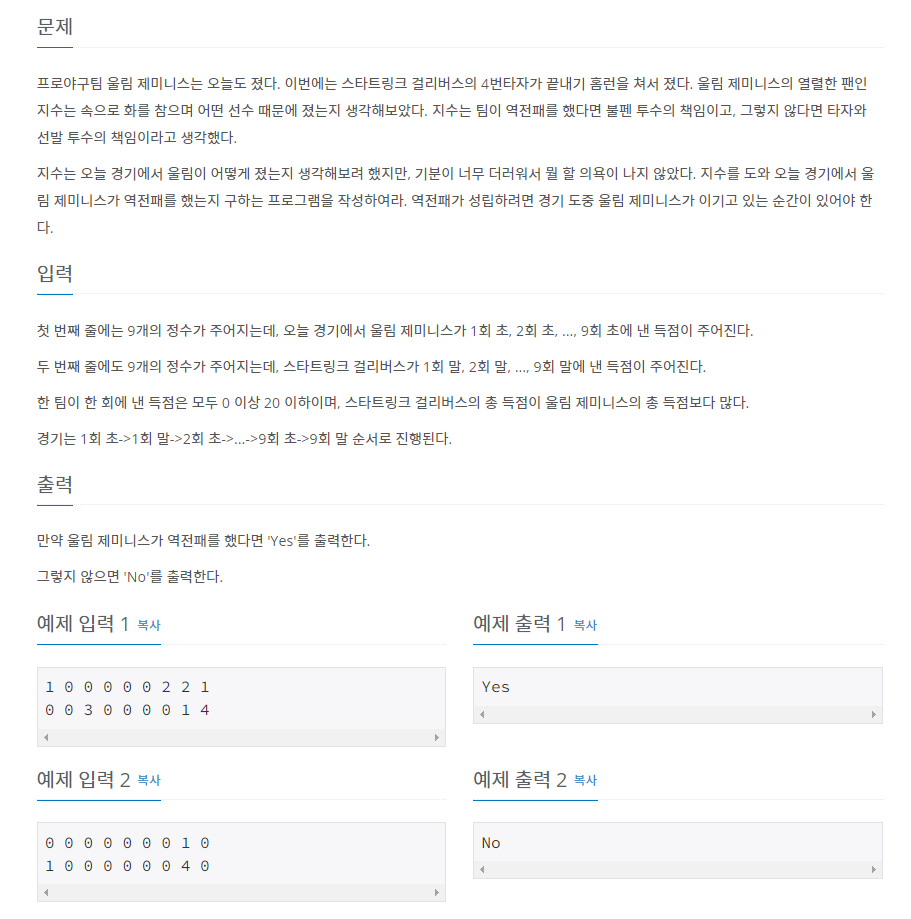 문제
프로야구팀 울림 제미니스는 오늘도 졌다. 이번에는 스타트링크 걸리버스의 4번타자가 끝내기 홈런을 쳐서 졌다. 울림 제미니스의 열렬한 팬인
지수는 속으로 화를 참으며 어떤 선수 때문에 졌는지 생각해보았다. 지수는 팀이 역전패를 했다면 불펜 투수의 책임이고, 그렇지 않다면 타자와
선발 투수의 책임이라고 생각했다.
지수는 오늘 경기에서 울림이 어떻게 졌는지 생각해보려 했지만, 기분이 너무 더러워서 뭘 할 의욕이 나지 않았다. 지수를 도와 오늘 경기에서 울
림 제미니스가 역전패를 했는지 구하는 프로그램을 작성하여라. 역전패가 성립하려면 경기 도중 울림 제미니스가 이기고 있는 순간이 있어야 한
다.
입력
첫 번째 줄에는 9개의 정수가 주어지는데, 오늘 경기에서 울림 제미니스가 1회 초, 2회 초, ..., 9회 초에 낸 득점이 주어진다.
두 번째 줄에도 9개의 정수가 주어지는데, 스타트링크 걸리버스가 1회 말, 2회 말, ..., 9회 말에 낸 득점이 주어진다.
한 팀이 한 회에 낸 득점은 모두 0 이상 20 이하이며, 스타트링크 걸리버스의 총 득점이 울림 제미니스의 총 득점보다 많다.
경기는 1회 초->1회 말->2회 초->...->9회 초->9회 말 순서로 진행된다.
출력
만약 울림 제미니스가 역전패를 했다면 'Yes'를 출력한다.
그렇지 않으면 'No'를 출력한다.
예제 입력 1 복사
1 0 0 0 0 0 2 2 1
0 0 3 0 0 0 0 1 4
예제 출력 1 복사
Yes
예제 입력 2 복사
0 0 0 0 0 0 0 1 0
1 0 0 0 0 0 0 4 0
예제 출력 2 복사
No